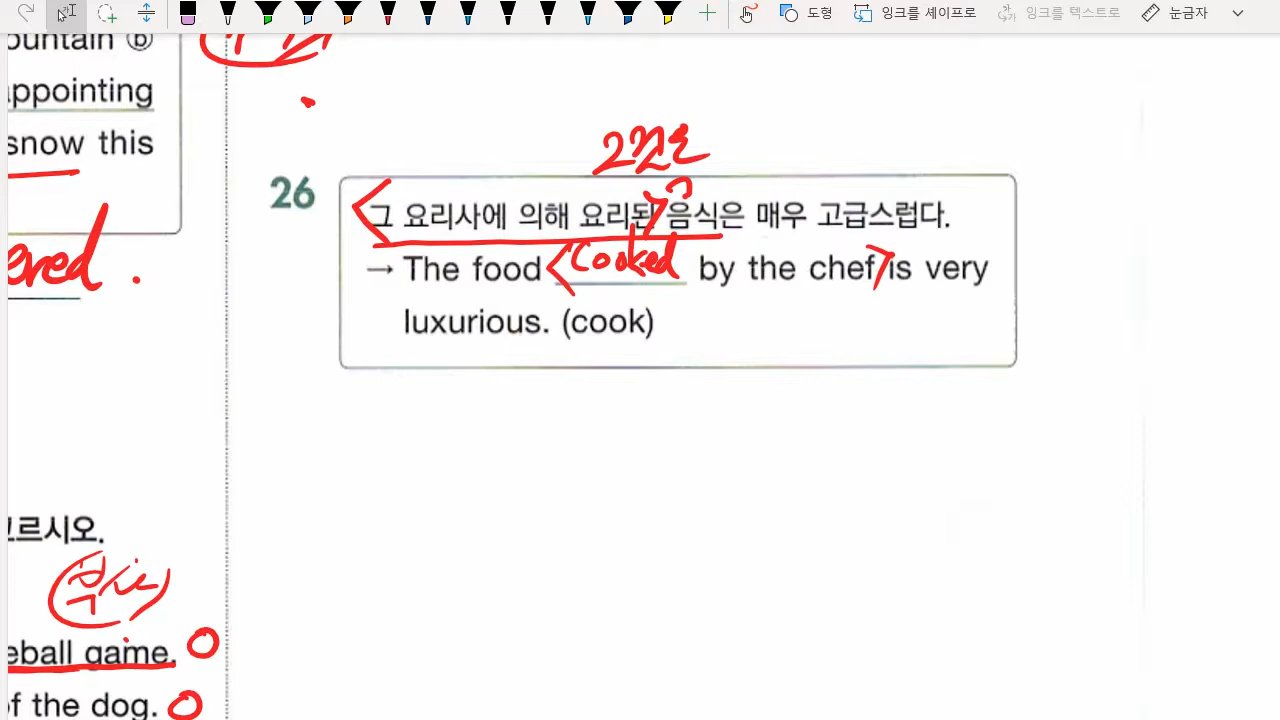 도형
잉크를 셰이프로
잉크를 텍스트로
눈금자
ountain ⓑ
appointing
snow this
ered.
26
그 요리사에 의해 요리된 음식은 매우 고급스럽다.
→ The food cooked by the chef is very
luxurious. (cook)
고르시오.
eball game.
of the dog.